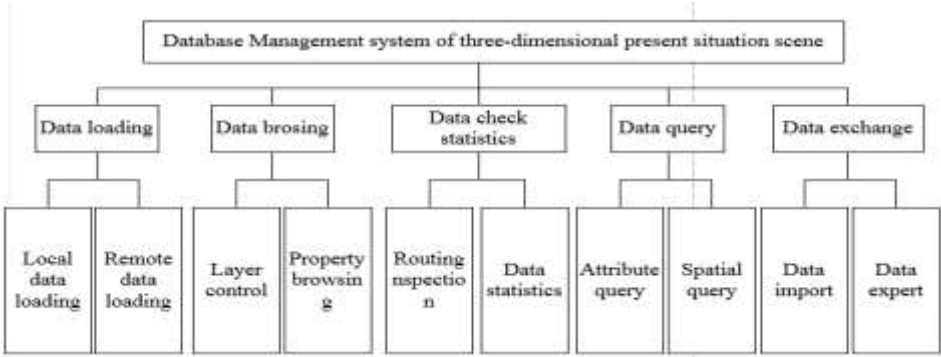 Database Management system of three-dimensional present situation scene
Data loading
Data brosing
Data check
statistics
Data query
Data exchange
Local
data
loading
Remote
data
loading
Layer
control
Property
browsin
g
Routing
nspectio
n
Data
statistics
Attribute
query
Spatial
query
Data
import
Data
expert